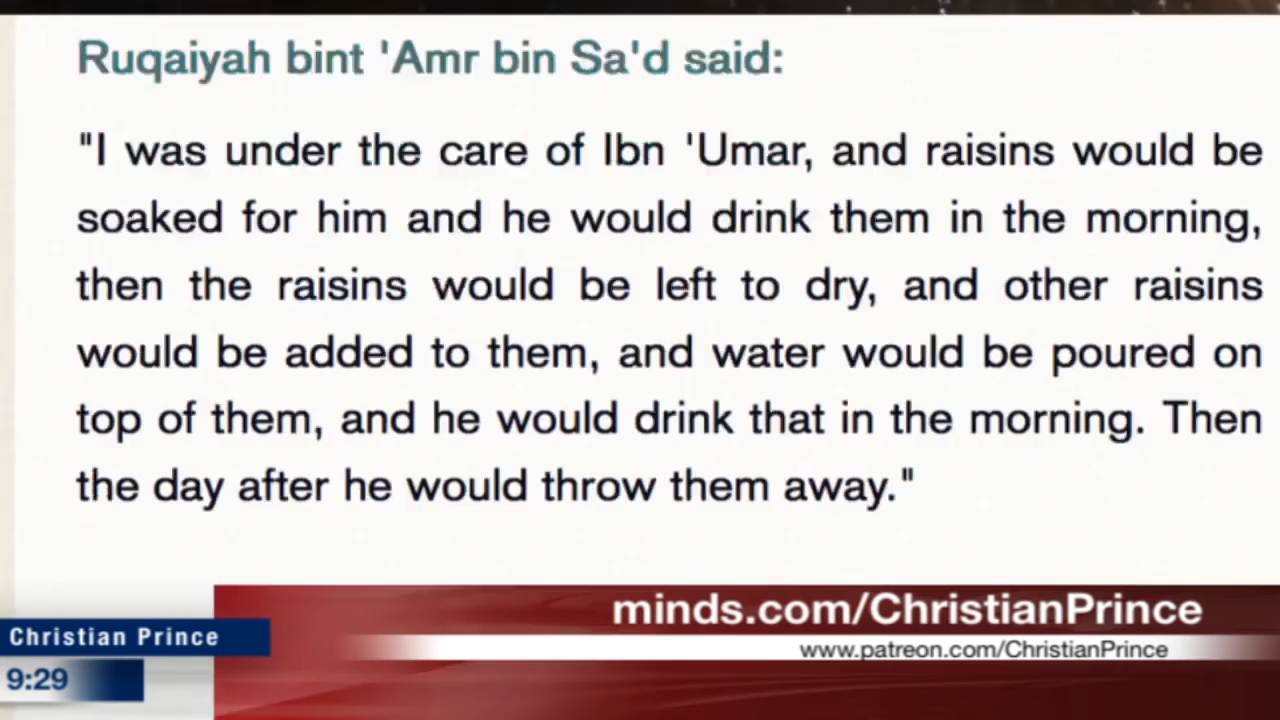 Ruqaiyah bint 'Amr bin Sa'd said:
"I was under the care of Ibn 'Umar, and raisins would be
soaked for him and he would drink them in the morning,
then the raisins would be left to dry, and other raisins
would be added to them, and water would be poured on
top of them, and he would drink that in the morning. Then
the day after he would throw them away."
minds.com/ChristianPrince
Christian Prince
www.patreon.com/ChristianPrince
9:29